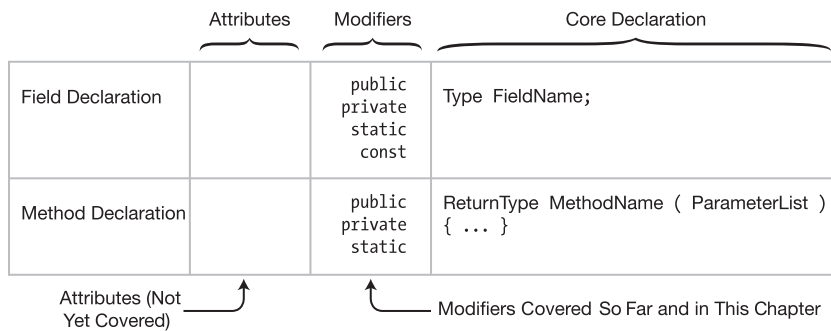 Attributes Modifiers Core Declaration
Field Declaration
public
private
static
const
Type FieldName;
Method Declaration
public
private
static
ReturnType MethodName ( ParameterList )
{ ... }
Attributes (Not
Yet Covered)
Modifiers Covered So Far and in This Chapter